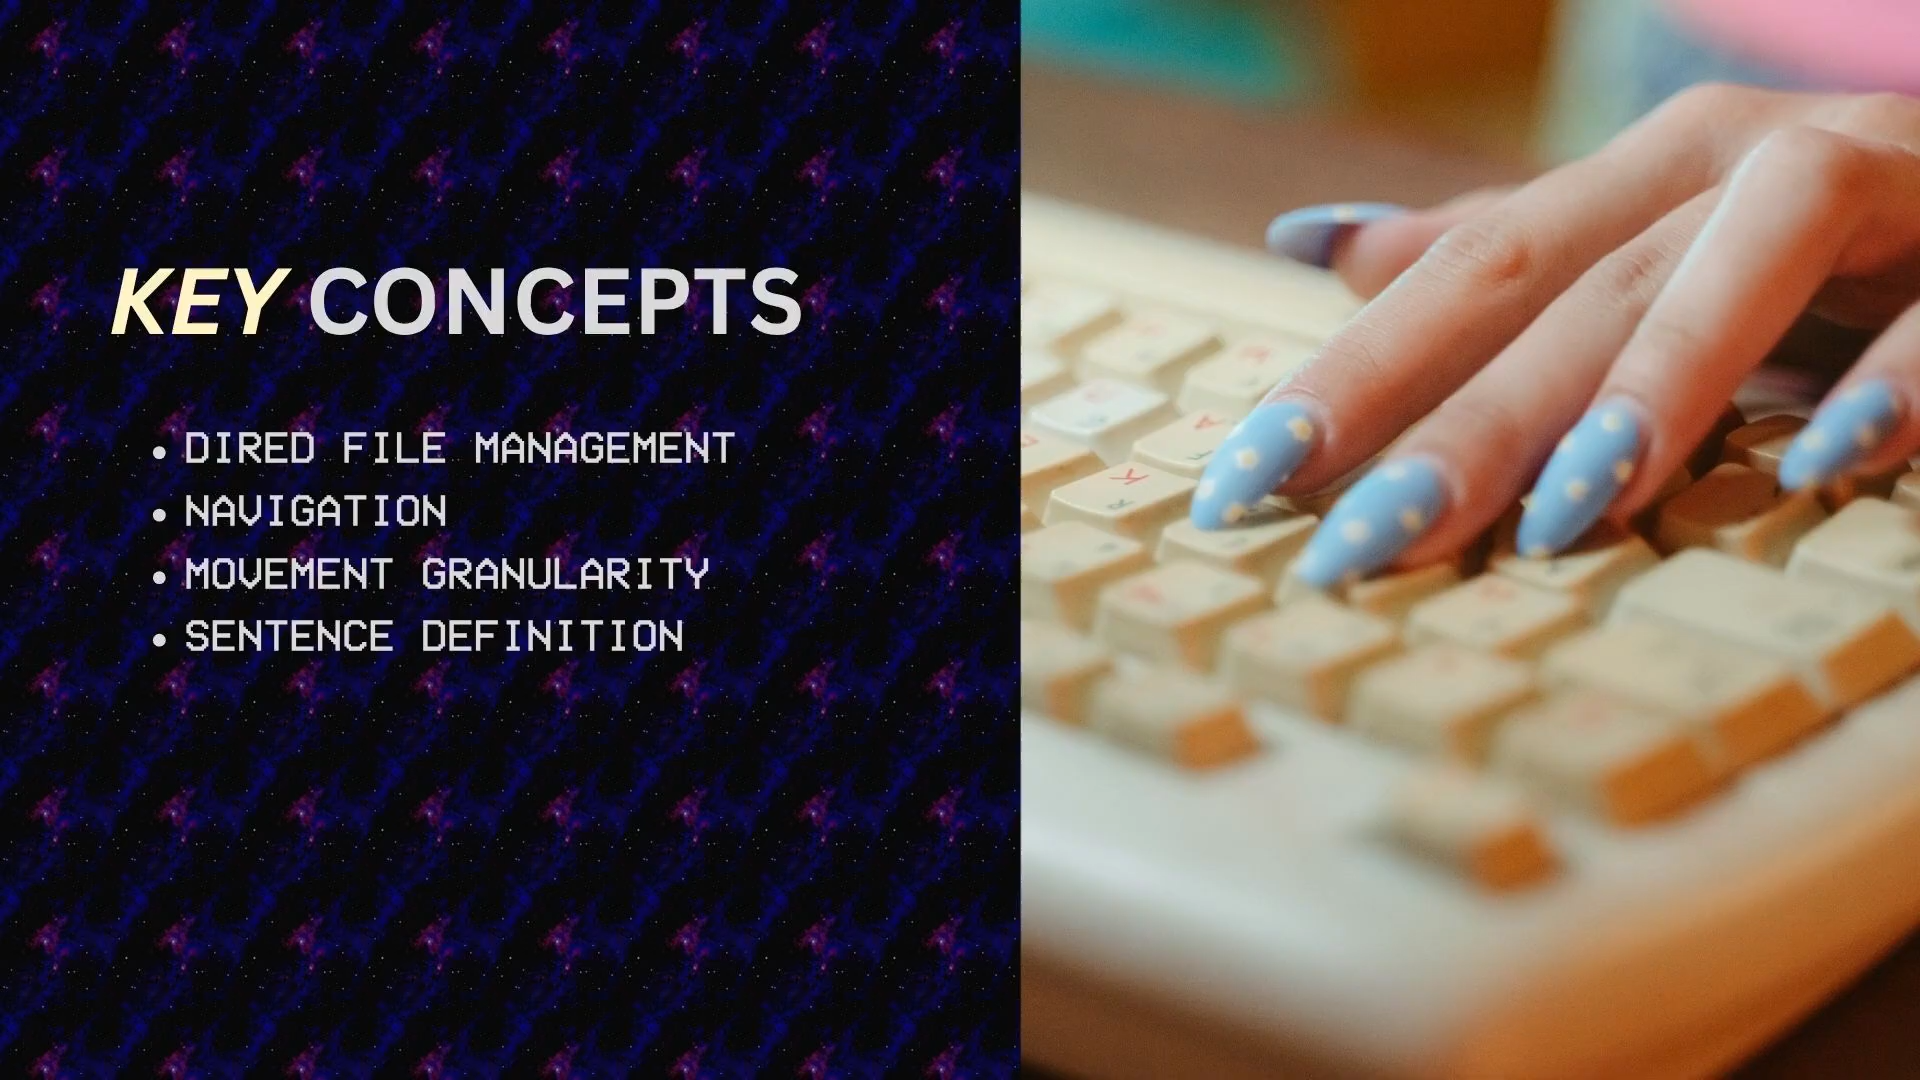 KEY CONCEPTS
• DIRED FILE MANAGEMENT
• NAVIGATION
• MOVEMENT GRANULARITY
• SENTENCE DEFINITION
K
R
A